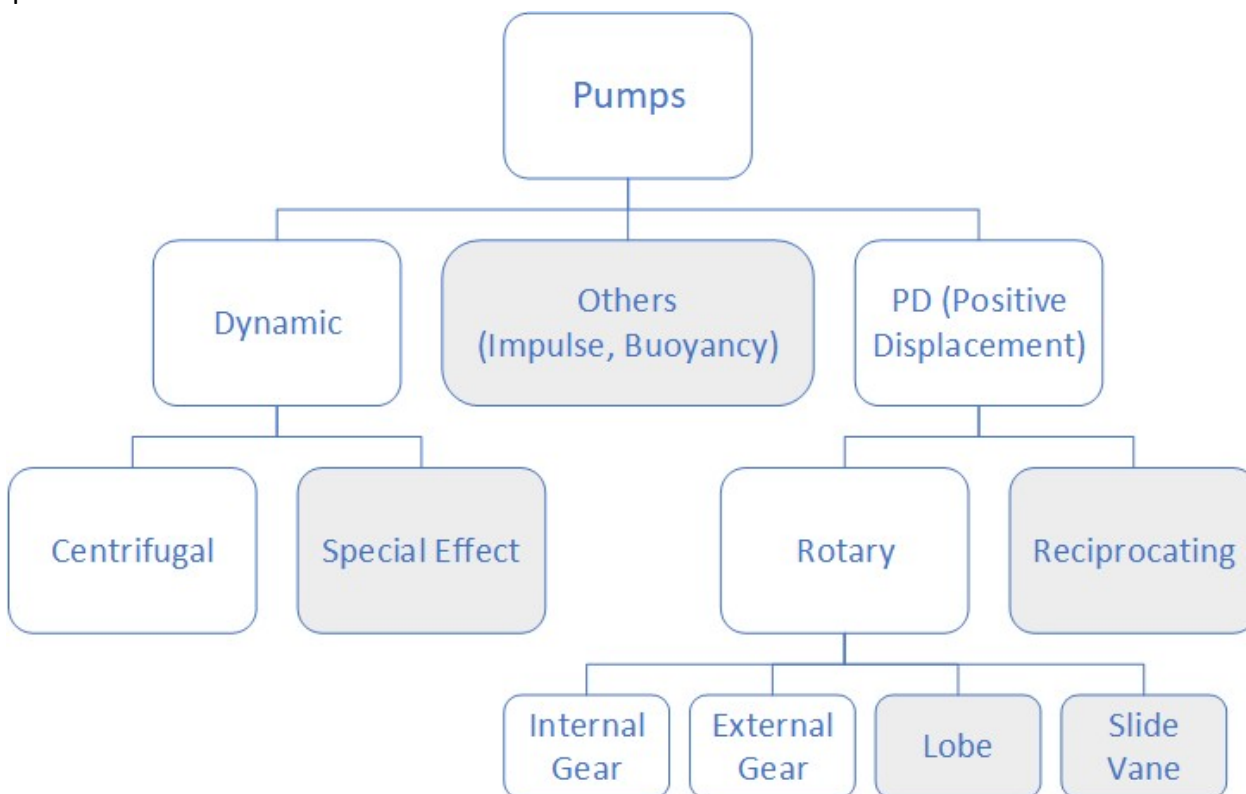 Pumps
Dynamic
Others
(Impulse, Buoyancy)
PD (Positive
Displacement)
Centrifugal
Special Effect
Rotary
Reciprocating
Internal
Gear
External
Gear
Lobe
Slide
Vane